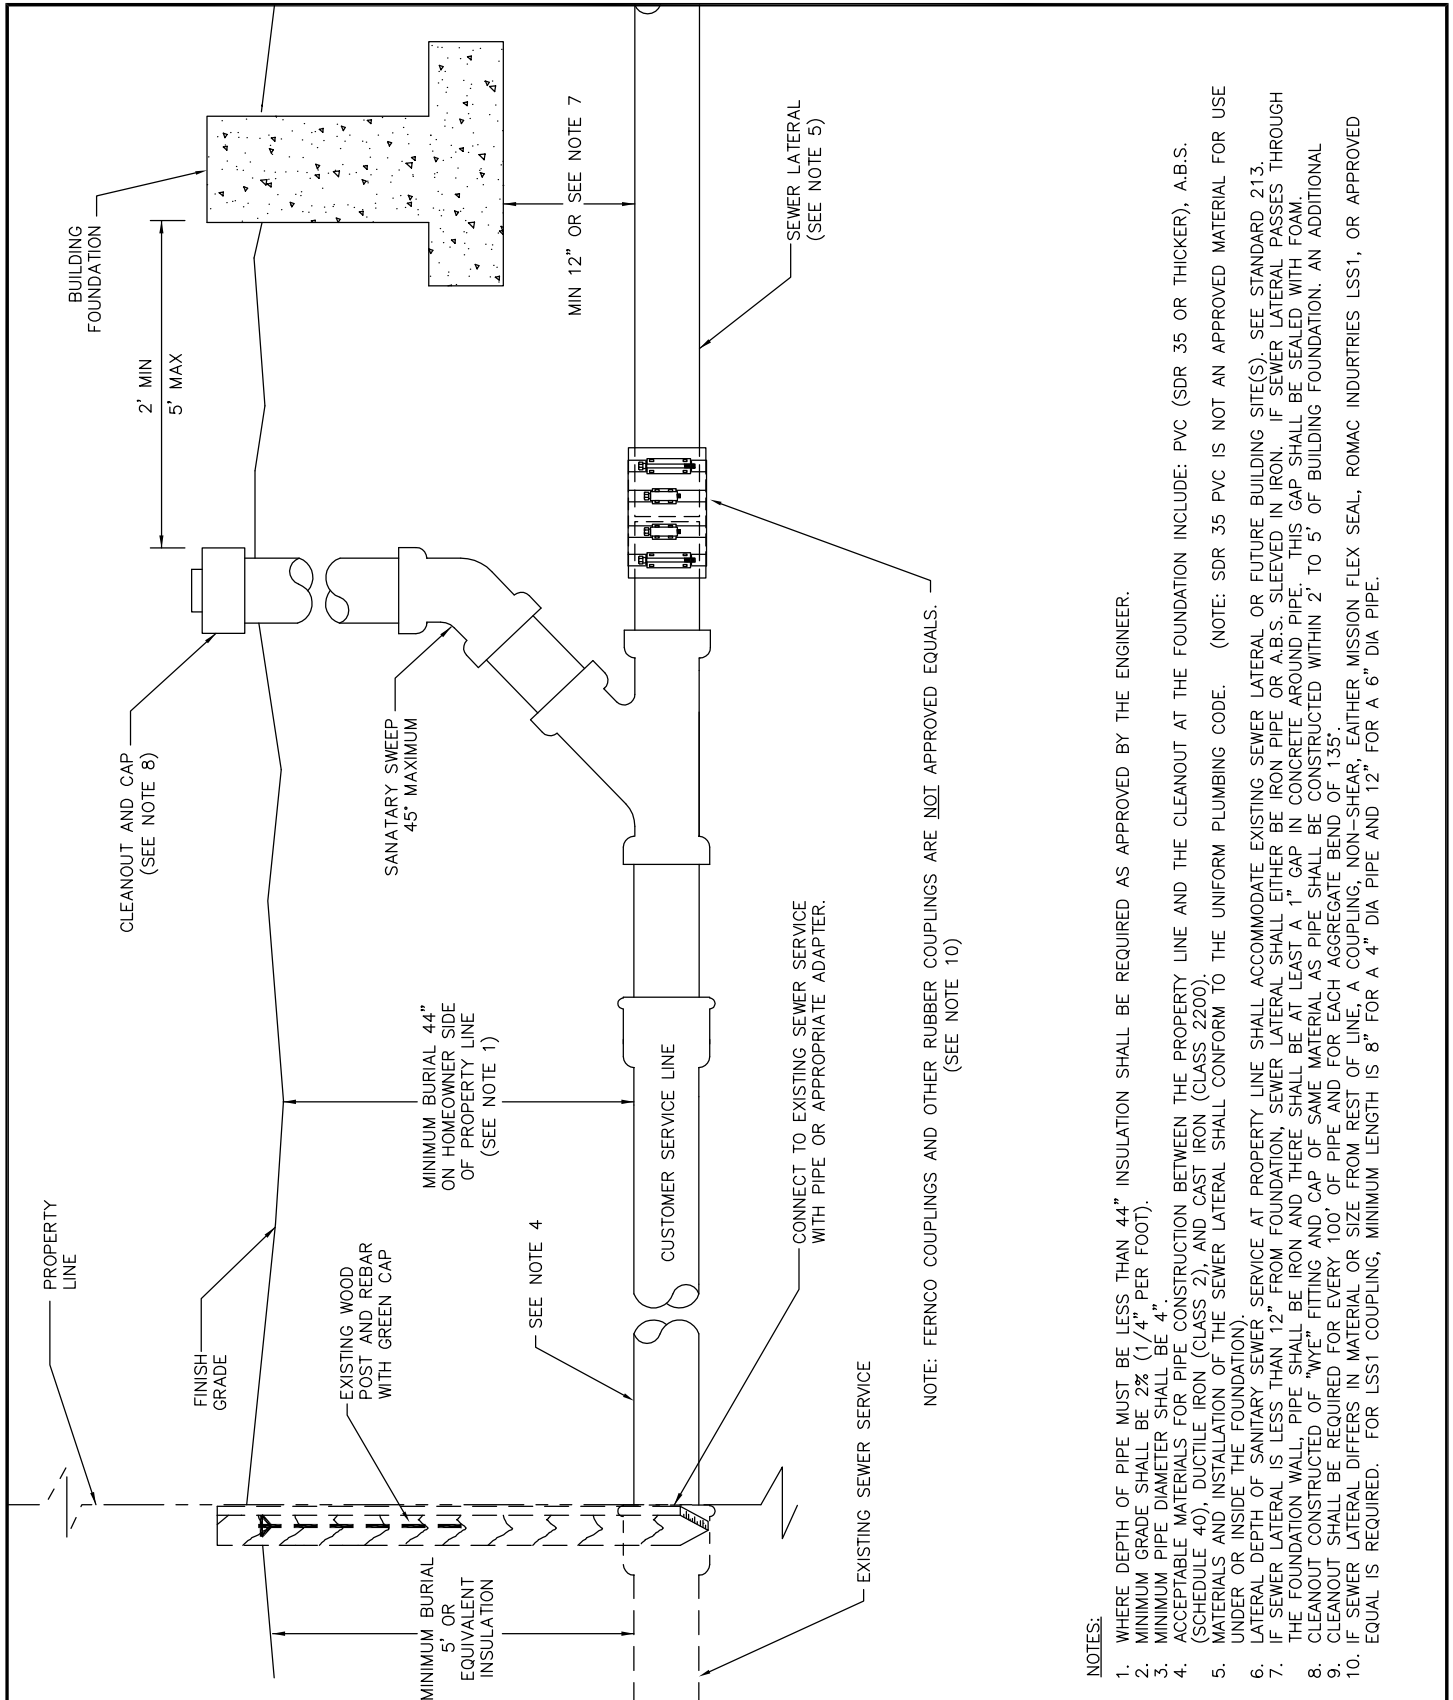 PROPERTY
LINE
FINISH
GRADE
EXISTING WOOD
POST AND REBAR
WITH GREEN CAP
MINIMUM BURIAL
5' OR
EQUIVALENT
INSULATION
SEE NOTE 4
EXISTING SEWER SERVICE
CUSTOMER SERVICE LINE
CONNECT TO EXISTING SEWER SERVICE
WITH PIPE OR APPROPRIATE ADAPTER.
MINIMUM BURIAL 44"
ON HOMEOWNER SIDE
OF PROPERTY LINE
(SEE NOTE 1)
CLEANOUT AND CAP
(SEE NOTE 8)
SANATARY SWEEP
45° MAXIMUM
2' MIN
5' MAX
BUILDING
FOUNDATION
MIN 12" OR SEE NOTE 7
SEWER LATERAL
(SEE NOTE 5)
NOTE: FERNCO COUPLINGS AND OTHER RUBBER COUPLINGS ARE NOT APPROVED EQUALS.
(SEE NOTE 10)
NOTES:
1. WHERE DEPTH OF PIPE MUST BE LESS THAN 44" INSULATION SHALL BE REQUIRED AS APPROVED BY THE ENGINEER.
2. MINIMUM GRADE SHALL BE 2% (1/4" PER FOOT).
3. MINIMUM PIPE DIAMETER SHALL BE 4".
4. ACCEPTABLE MATERIALS FOR PIPE CONSTRUCTION BETWEEN THE PROPERTY LINE AND THE CLEANOUT AT THE FOUNDATION INCLUDE: PVC (SDR 35 OR THICKER), A.B.S.
(SCHEDULE 40), DUCTILE IRON (CLASS 2), AND CAST IRON (CLASS 2200).
5. MATERIALS AND INSTALLATION OF THE SEWER LATERAL SHALL CONFORM TO THE UNIFORM PLUMBING CODE. (NOTE: SDR 35 PVC IS NOT AN APPROVED MATERIAL FOR USE
UNDER OR INSIDE THE FOUNDATION).
6. LATERAL DEPTH OF SANITARY SEWER SERVICE AT PROPERTY LINE SHALL ACCOMMODATE EXISTING SEWER LATERAL OR FUTURE BUILDING SITE(S). SEE STANDARD 213.
7. IF SEWER LATERAL IS LESS THAN 12" FROM FOUNDATION, SEWER LATERAL SHALL EITHER BE IRON PIPE OR A.B.S. SLEEVED IN IRON. IF SEWER LATERAL PASSES THROUGH
THE FOUNDATION WALL, PIPE SHALL BE IRON AND THERE SHALL BE AT LEAST A 1" GAP IN CONCRETE AROUND PIPE. THIS GAP SHALL BE SEALED WITH FOAM.
8. CLEANOUT CONSTRUCTED OF "WYE" FITTING AND CAP OF SAME MATERIAL AS PIPE SHALL BE CONSTRUCTED WITHIN 2' TO 5' OF BUILDING FOUNDATION. AN ADDITIONAL
9. CLEANOUT SHALL BE REQUIRED FOR EVERY 100' OF PIPE AND FOR EACH AGGREGATE BEND OF 135°.
10. IF SEWER LATERAL DIFFERS IN MATERIAL OR SIZE FROM REST OF LINE, A COUPLING, NON-SHEAR, EAITHER MISSION FLEX SEAL, ROMAC INDURTRIES LSS1, OR APPROVED
EQUAL IS REQUIRED. FOR LSS1 COUPLING, MINIMUM LENGTH IS 8" FOR A 4" DIA PIPE AND 12" FOR A 6" DIA PIPE.